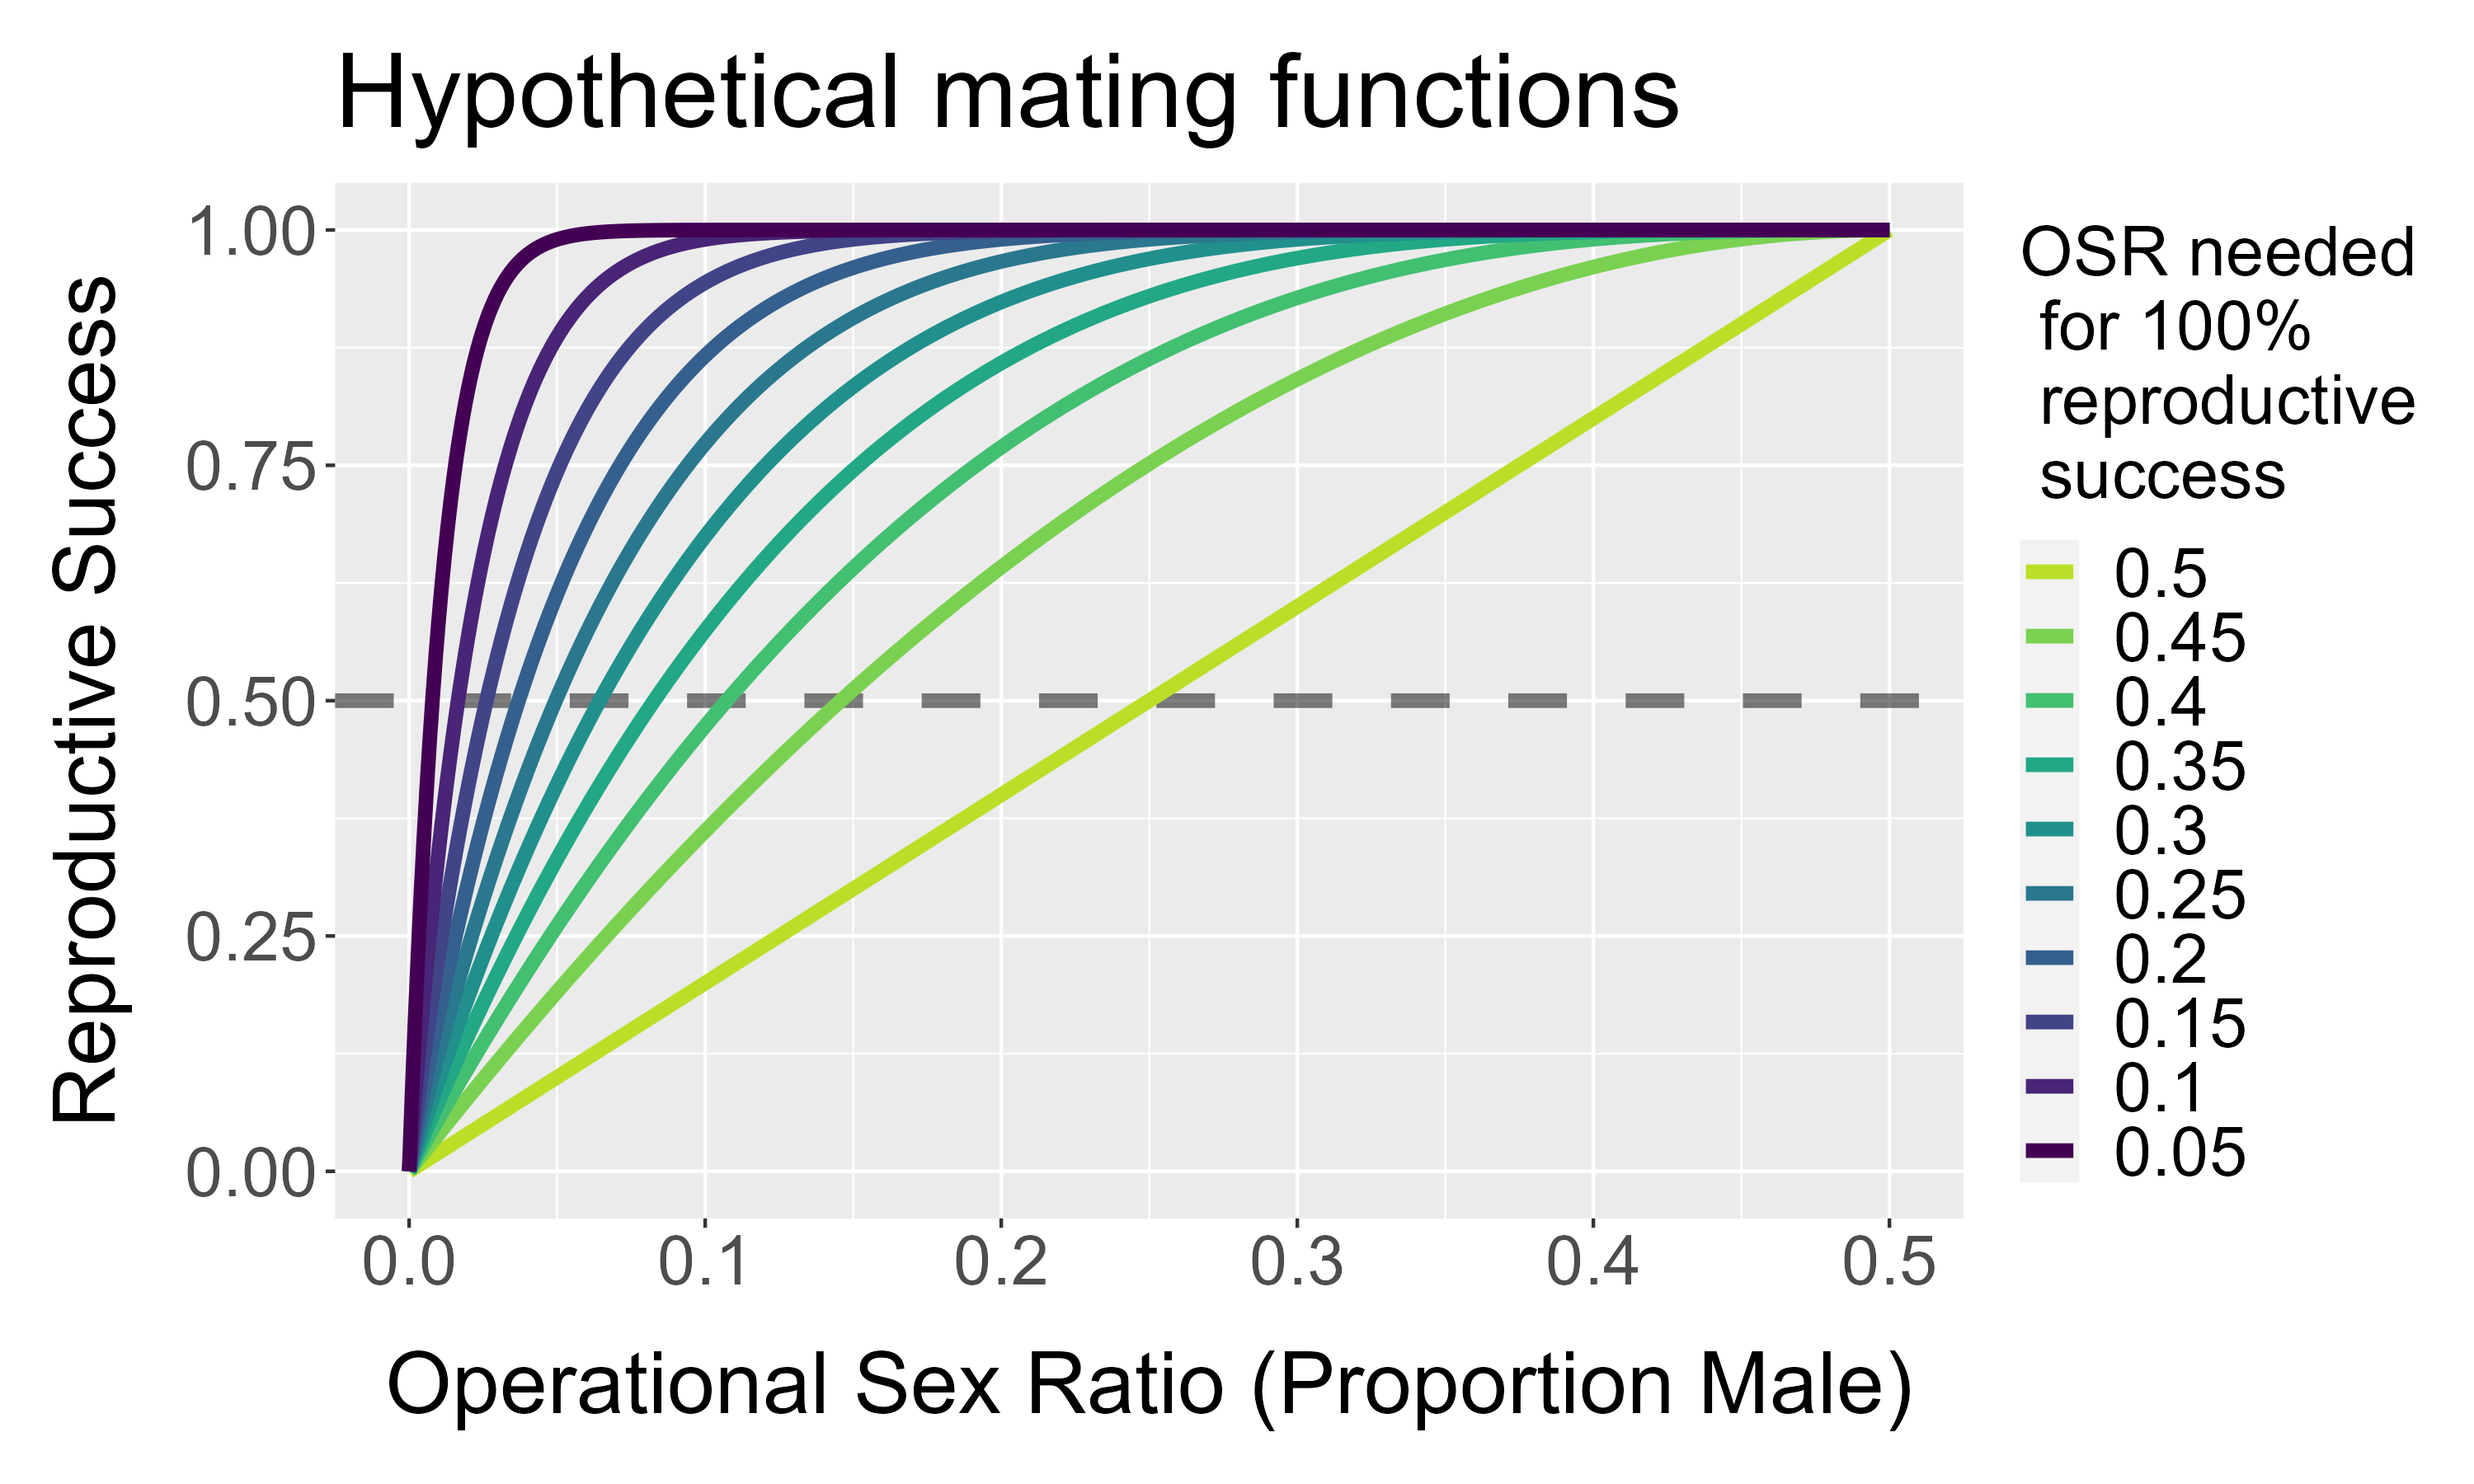 Hypothetical mating functions
Reproductive Success
1.00
0.75
0.50
0.25
0.00
0.0 0.1 0.2 0.3 0.4 0.5
Operational Sex Ratio (Proportion Male)
OSR needed
for 100%
reproductive
success
0.5
0.45
0.4
0.35
0.3
0.25
0.2
0.15
0.1
0.05